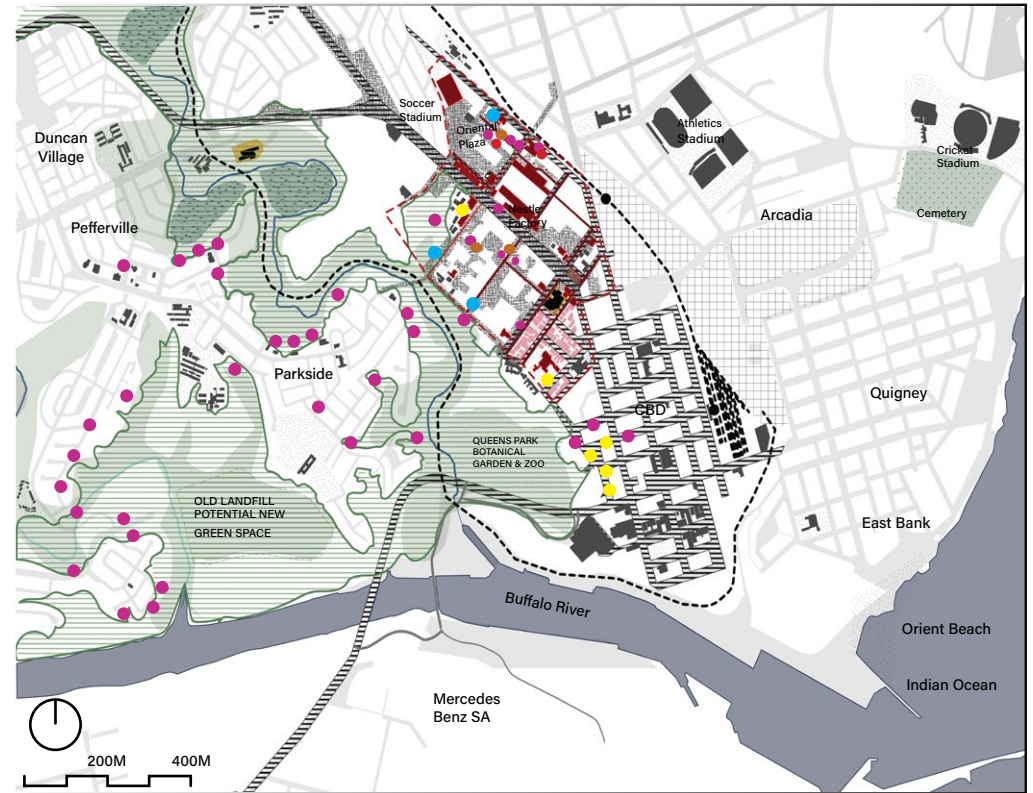 Soccer
Stadium
Oriental
Plaza
Athletics
Stadium
Cricket
Stadium
Duncan
Village
Cemetery
Nestle
Factory
Arcadia
Pefferville
Parkside
Quigney
CBD
QUEENS PARK
BOTANICAL
GARDEN & ZOO
OLD LANDFILL
POTENTIAL NEW
GREEN SPACE
East Bank
Buffalo River
Orient Beach
Indian Ocean
Mercedes
Benz SA
200M
400M